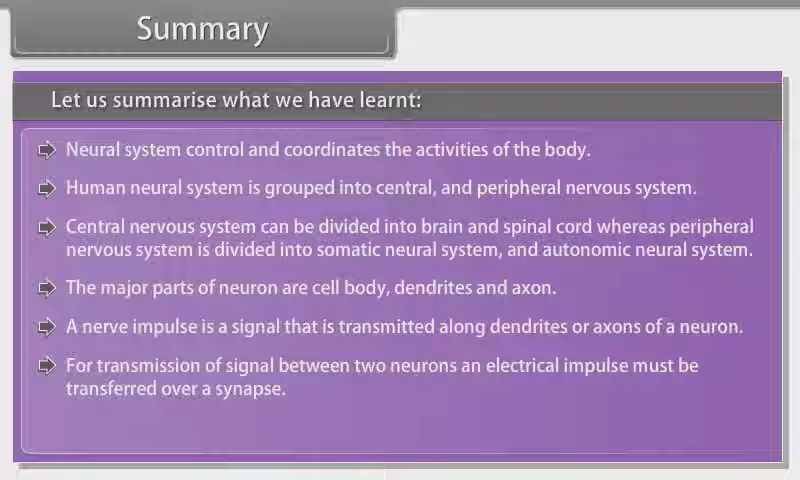 Summary
Let us summarise what we have learnt:
Neural system control and coordinates the activities of the body.
Human neural system is grouped into central, and peripheral nervous system.
Central nervous system can be divided into brain and spinal cord whereas peripheral
nervous system is divided into somatic neural system, and autonomic neural system.
The major parts of neuron are cell body, dendrites and axon.
A nerve impulse is a signal that is transmitted along dendrites or axons of a neuron.
For transmission of signal between two neurons an electrical impulse must be
transferred over a synapse.